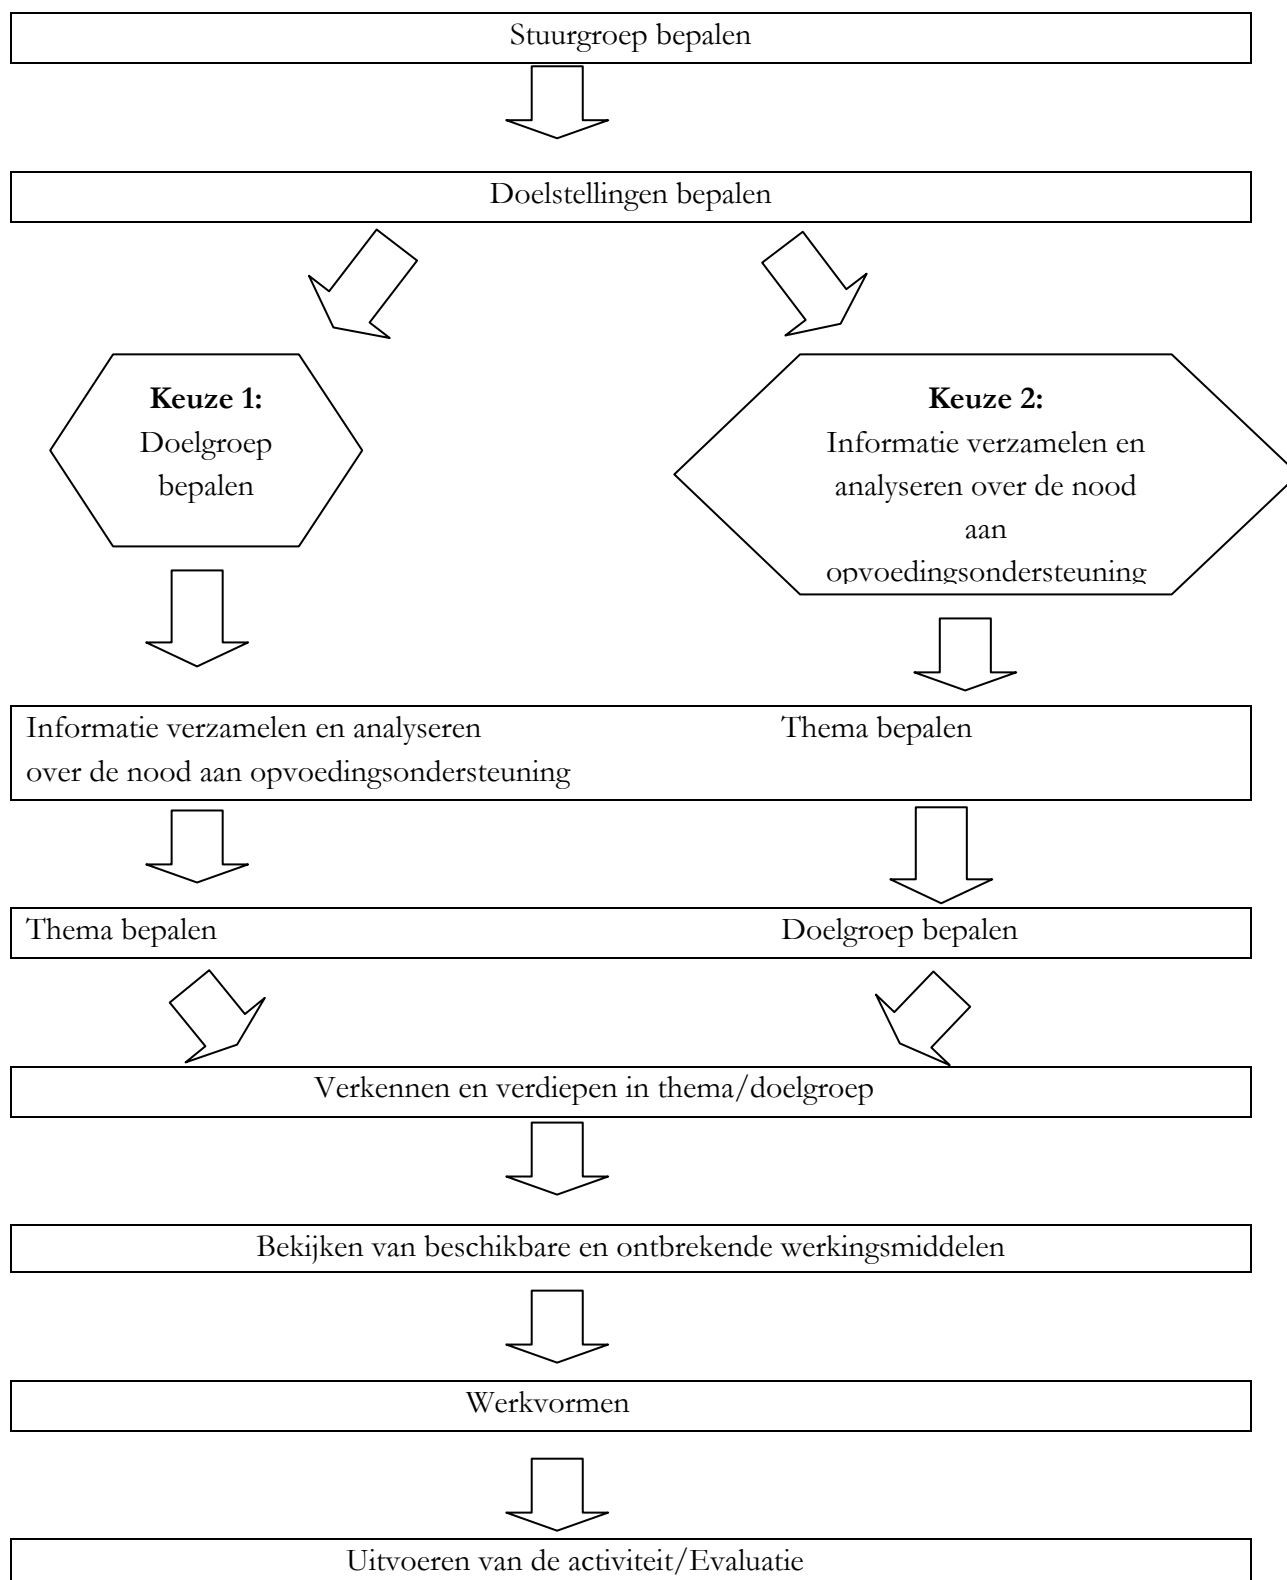 Stuurgroep bepalen
Doelstellingen bepalen
Keuze 1:
Doelgroep
bepalen
Keuze 2:
Informatie verzamelen en
analyseren over de nood
aan
opvoedingsondersteuning
Informatie verzamelen en analyseren
over de nood aan opvoedingsondersteuning
Thema bepalen
Thema bepalen
Doelgroep bepalen
Verkennen en verdiepen in thema/doelgroep
Bekijken van beschikbare en ontbrekende werkingsmiddelen
Werkvormen
Uitvoeren van de activiteit/Evaluatie